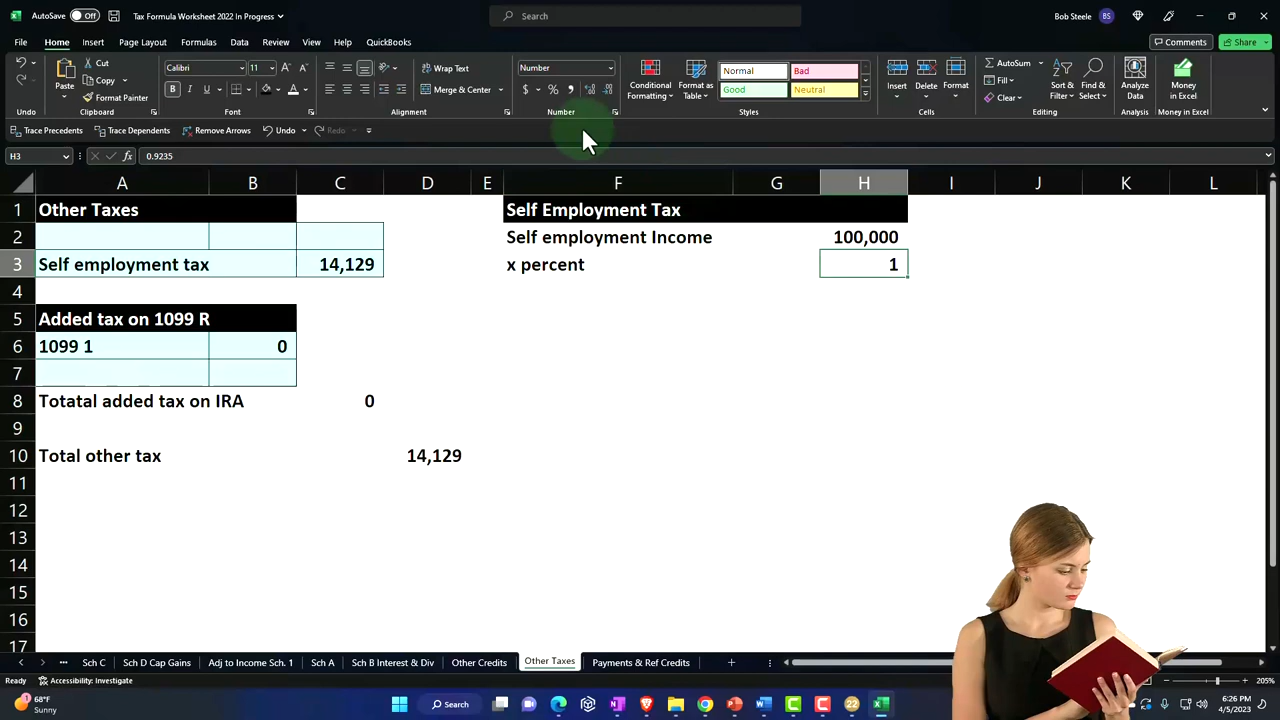 AutoSave Off Tax Formula Worksheet 2022 In Progress Search Bob Steele BS
File Home Insert Page Layout Formulas Data Review View Help QuickBooks Comments Share
Cut Calibri 11 Wrap Text Number Normal Bad AutoSum
Copy Fill
Paste Format Painter Merge & Center Conditional Formatting Format as Table Good Neutral Insert Delete Format Clear Sort & Filter Find & Select Analyze Data Money in Excel
Undo Clipboard Font Alignment Number Styles Cells Editing Analysis Money in Excel
Trace Precedents Trace Dependents Remove Arrows Undo Redo
H3 fx 0.9235
A B C D E F G H I J K L
1 Other Taxes Self Employment Tax
2 Self employment Income 100,000
3 Self employment tax 14,129 x percent 1
4
5 Added tax on 1099 R
6 1099 1 0
7
8 Totatal added tax on IRA 0
9
10 Total other tax 14,129
11
12
13
14
15
16
17
Sch C Sch D Cap Gains Adj to Income Sch. 1 Sch A Sch B Interest & Div Other Credits Other Taxes Payments & Ref Credits
Ready Accessibility: Investigate 205%
1 68°F Sunny Search 22 6:26 PM 4/5/2023